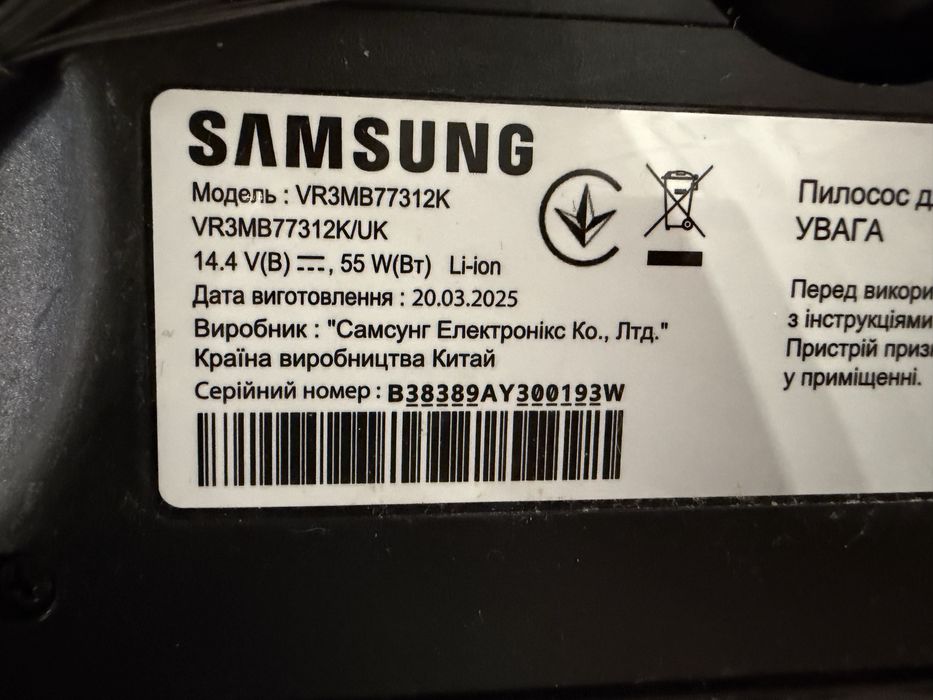 SAMSUNG
Модель : VR3MB77312K
VR3MB77312K/UK
14.4 V(В) ⎓, 55 W(Вт) Li-ion
Дата виготовлення : 20.03.2025
Виробник : "Самсунг Електронікс Ко., Лтд."
Країна виробництва Китай
Серійний номер : B38389AY300193W
Пилосос д
УВАГА
Перед викори
з інструкціями
Пристрій приз
у приміщенні.